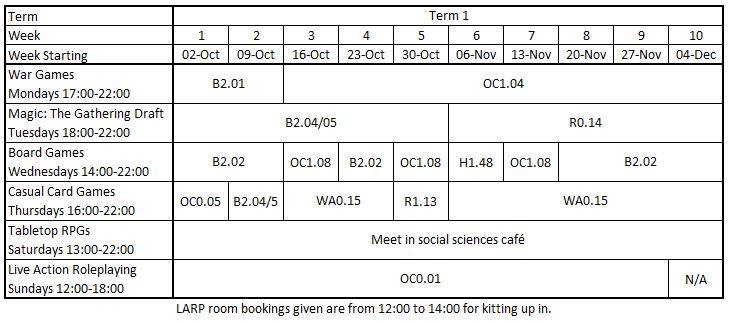 Term Term 1
Week 1 2 3 4 5 6 7 8 9 10
Week Starting 02-Oct 09-Oct 16-Oct 23-Oct 30-Oct 06-Nov 13-Nov 20-Nov 27-Nov 04-Dec
War Games
Mondays 17:00-22:00
B2.01 OC1.04
Magic: The Gathering Draft
Tuesdays 18:00-22:00
B2.04/05 R0.14
Board Games
Wednesdays 14:00-22:00
B2.02 OC1.08 B2.02 OC1.08 H1.48 OC1.08 B2.02
Casual Card Games
Thursdays 16:00-22:00
OC0.05 B2.04/5 WA0.15 R1.13 WA0.15
Tabletop RPGs
Saturdays 13:00-22:00
Meet in social sciences café
Live Action Roleplaying
Sundays 12:00-18:00
OC0.01 N/A
LARP room bookings given are from 12:00 to 14:00 for kitting up in.